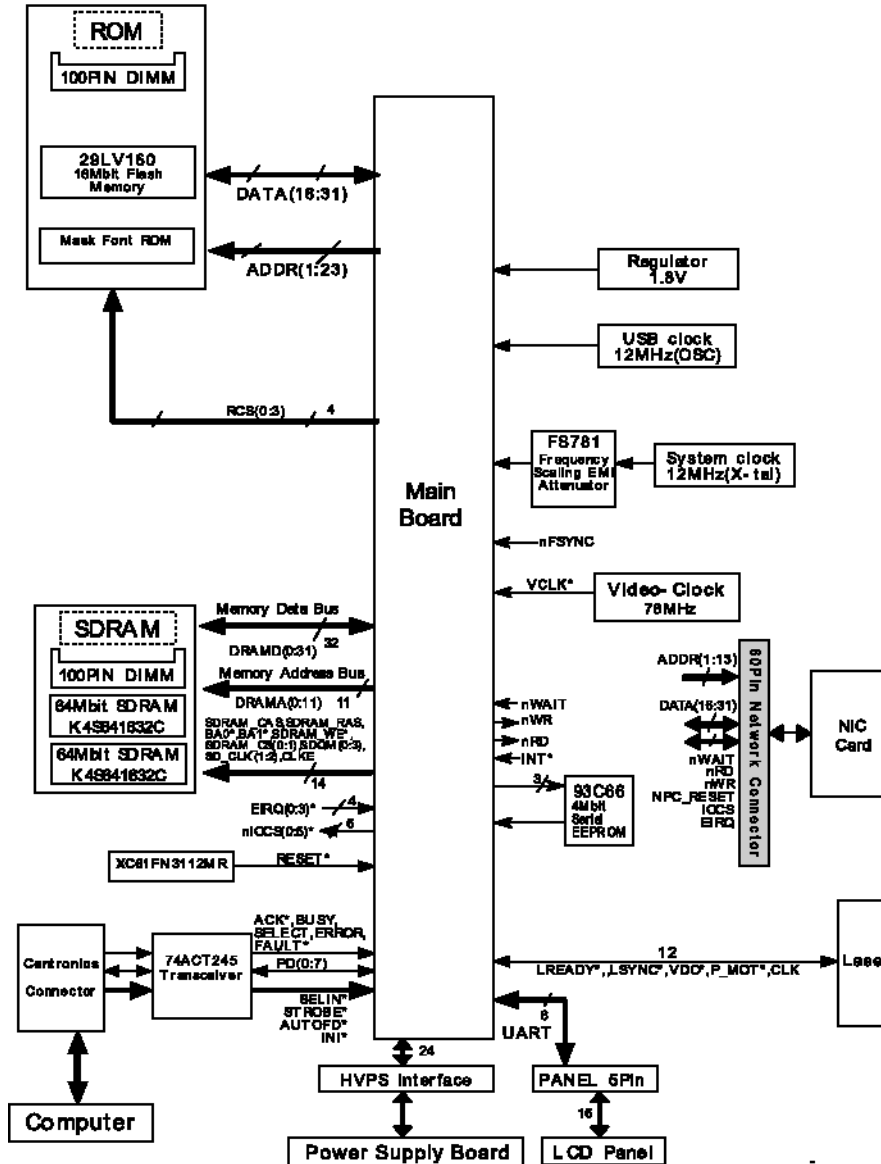 ROM
100PIN DIMM
29LV160
16Mbit Flash
Memory
Mask Font ROM
DATA(16:31)
ADDR(1:23)
RCS(0:3) 4
Main
Board
Regulator
1.8V
USB clock
12MHz(OSC)
FS781
Frequency
Scaling EMI
Attenuator
System clock
12MHz(X-tal)
nFSYNC
VCLK*
Video-Clock
76MHz
SDRAM
100PIN DIMM
64Mbit SDRAM
K4S641632C
64Mbit SDRAM
K4S641632C
Memory Data Bus
32
DRAMD(0:31)
Memory Address Bus
DRAMA(0:11) 11
SDRAM_CAS,SDRAM_RAS,
BA0*,BA1*,SDRAM_WE*,
SDRAM_CS(0:1),SDQM(0:3),
SD_CLK(1:2),CLKE
14
EIRQ(0:3)* 4
nIOCS(0:5)* 6
XC61FN3112MR
RESET*
nWAIT
nWR
nRD
INT*
3
93C66
4Mbit
Serial
EEPROM
ADDR(1:13)
DATA(16:31)
nWAIT
nRD
nWR
NPC_RESET
IOCS
EIRQ
60Pin Network Connector
NIC
Card
Centronics
Connector
74ACT245
Transceiver
ACK*,BUSY,
SELECT,ERROR,
FAULT*
PD(0:7)
SELIN*
STROBE*
AUTOFD*
INI*
Computer
12
LREADY*,LSYNC*,VDO*,P_MOT*,CLK
Lase
8
UART
24
HVPS Interface
Power Supply Board
PANEL 5Pin
16
LCD Panel